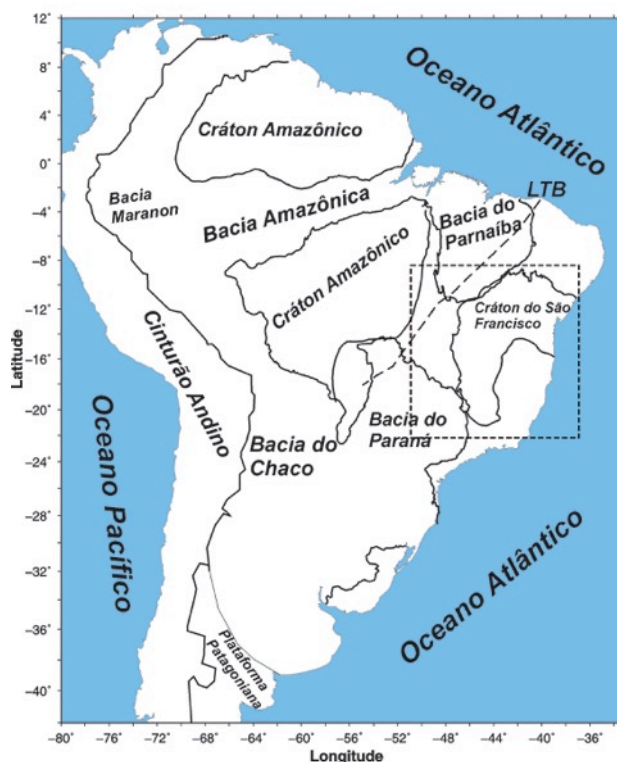 12°
8°
4°
0°
−4°
−8°
−12°
−16°
−20°
−24°
−28°
−32°
−36°
−40°
Latitude
Oceano Atlântico
Cráton Amazônico
LTB
Bacia
Maranon
Bacia Amazônica
Bacia do
Parnaíba
Cráton Amazônico
Cráton do São
Francisco
Cinturão Andino
Oceano Pacífico
Bacia do
Chaco
Bacia do
Paraná
Oceano Atlântico
Plataforma
Patagoniana
−80° −76° −72° −68° −64° −60° −56° −52° −48° −44° −40° −36°
Longitude